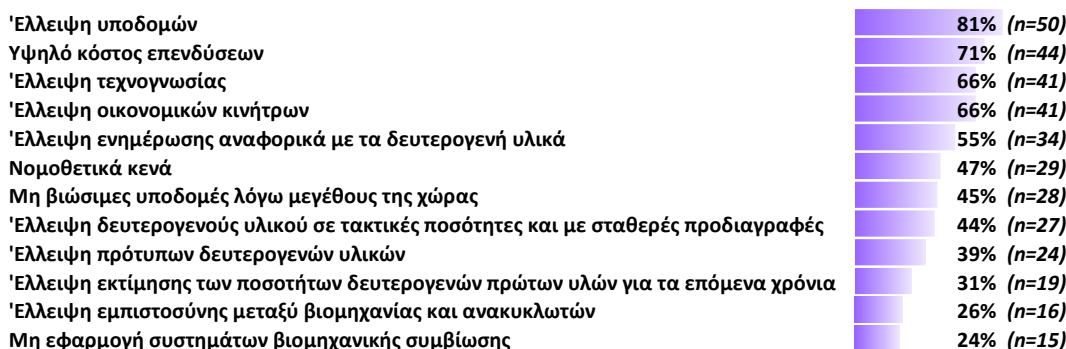 'Ελλειψη υποδομών 81% (n=50)
Υψηλό κόστος επενδύσεων 71% (n=44)
'Ελλειψη τεχνογνωσίας 66% (n=41)
'Ελλειψη οικονομικών κινήτρων 66% (n=41)
'Ελλειψη ενημέρωσης αναφορικά με τα δευτερογενή υλικά 55% (n=34)
Νομοθετικά κενά 47% (n=29)
Μη βιώσιμες υποδομές λόγω μεγέθους της χώρας 45% (n=28)
'Ελλειψη δευτερογενούς υλικού σε τακτικές ποσότητες και με σταθερές προδιαγραφές 44% (n=27)
'Ελλειψη πρότυπων δευτερογενών υλικών 39% (n=24)
'Ελλειψη εκτίμησης των ποσοτήτων δευτερογενών πρώτων υλών για τα επόμενα χρόνια 31% (n=19)
'Ελλειψη εμπιστοσύνης μεταξύ βιομηχανίας και ανακυκλωτών 26% (n=16)
Μη εφαρμογή συστημάτων βιομηχανικής συμβίωσης 24% (n=15)